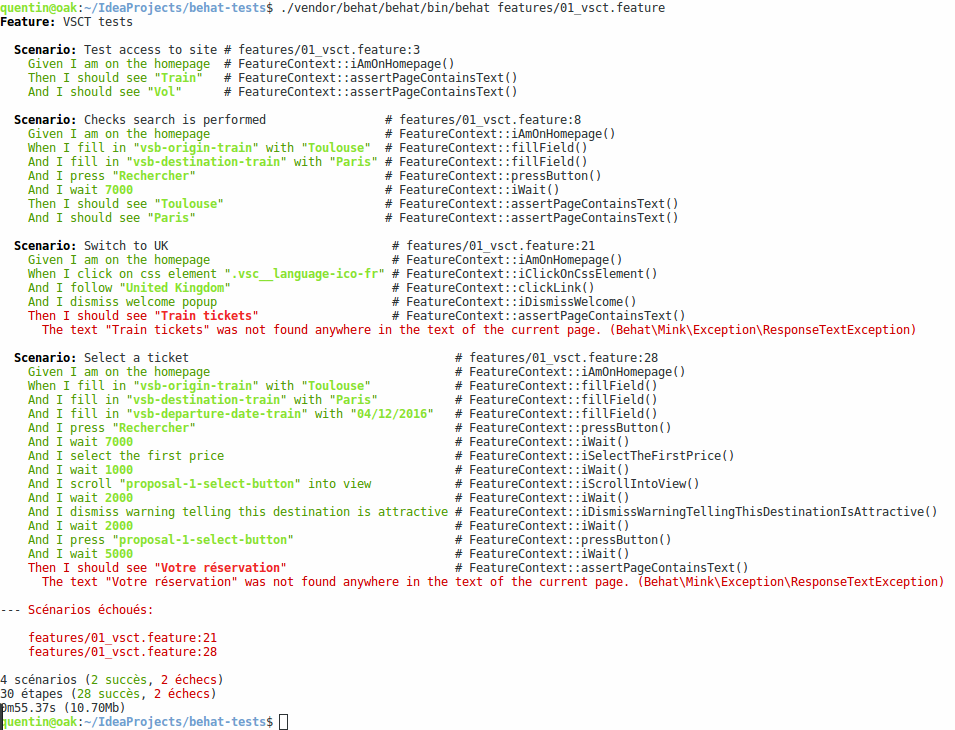 quentin@oak:~/IdeaProjects/behat-tests$ ./vendor/behat/behat/bin/behat features/01_vsct.feature
Feature: VSCT tests
Scenario: Test access to site # features/01_vsct.feature:3
Given I am on the homepage # FeatureContext::iAmOnHomepage()
Then I should see "Train" # FeatureContext::assertPageContainsText()
And I should see "Vol" # FeatureContext::assertPageContainsText()
Scenario: Checks search is performed # features/01_vsct.feature:8
Given I am on the homepage # FeatureContext::iAmOnHomepage()
When I fill in "vsb-origin-train" with "Toulouse" # FeatureContext::fillField()
And I fill in "vsb-destination-train" with "Paris" # FeatureContext::fillField()
And I press "Rechercher" # FeatureContext::pressButton()
And I wait 7000 # FeatureContext::iWait()
Then I should see "Toulouse" # FeatureContext::assertPageContainsText()
And I should see "Paris" # FeatureContext::assertPageContainsText()
Scenario: Switch to UK # features/01_vsct.feature:21
Given I am on the homepage # FeatureContext::iAmOnHomepage()
When I click on css element ".vsc__language-ico-fr" # FeatureContext::iClickOnCssElement()
And I follow "United Kingdom" # FeatureContext::clickLink()
And I dismiss welcome popup # FeatureContext::iDismissWelcome()
Then I should see "Train tickets" # FeatureContext::assertPageContainsText()
The text "Train tickets" was not found anywhere in the text of the current page. (Behat\Mink\Exception\ResponseTextException)
Scenario: Select a ticket # features/01_vsct.feature:28
Given I am on the homepage # FeatureContext::iAmOnHomepage()
When I fill in "vsb-origin-train" with "Toulouse" # FeatureContext::fillField()
And I fill in "vsb-destination-train" with "Paris" # FeatureContext::fillField()
And I fill in "vsb-departure-date-train" with "04/12/2016" # FeatureContext::fillField()
And I press "Rechercher" # FeatureContext::pressButton()
And I wait 7000 # FeatureContext::iWait()
And I select the first price # FeatureContext::iSelectTheFirstPrice()
And I wait 1000 # FeatureContext::iWait()
And I scroll "proposal-1-select-button" into view # FeatureContext::iScrollIntoView()
And I wait 2000 # FeatureContext::iWait()
And I dismiss warning telling this destination is attractive # FeatureContext::iDismissWarningTellingThisDestinationIsAttractive()
And I wait 2000 # FeatureContext::iWait()
And I press "proposal-1-select-button" # FeatureContext::pressButton()
And I wait 5000 # FeatureContext::iWait()
Then I should see "Votre réservation" # FeatureContext::assertPageContainsText()
The text "Votre réservation" was not found anywhere in the text of the current page. (Behat\Mink\Exception\ResponseTextException)
--- Scénarios échoués:
features/01_vsct.feature:21
features/01_vsct.feature:28
4 scénarios (2 succès, 2 échecs)
30 étapes (28 succès, 2 échecs)
0m55.37s (10.70Mb)
quentin@oak:~/IdeaProjects/behat-tests$